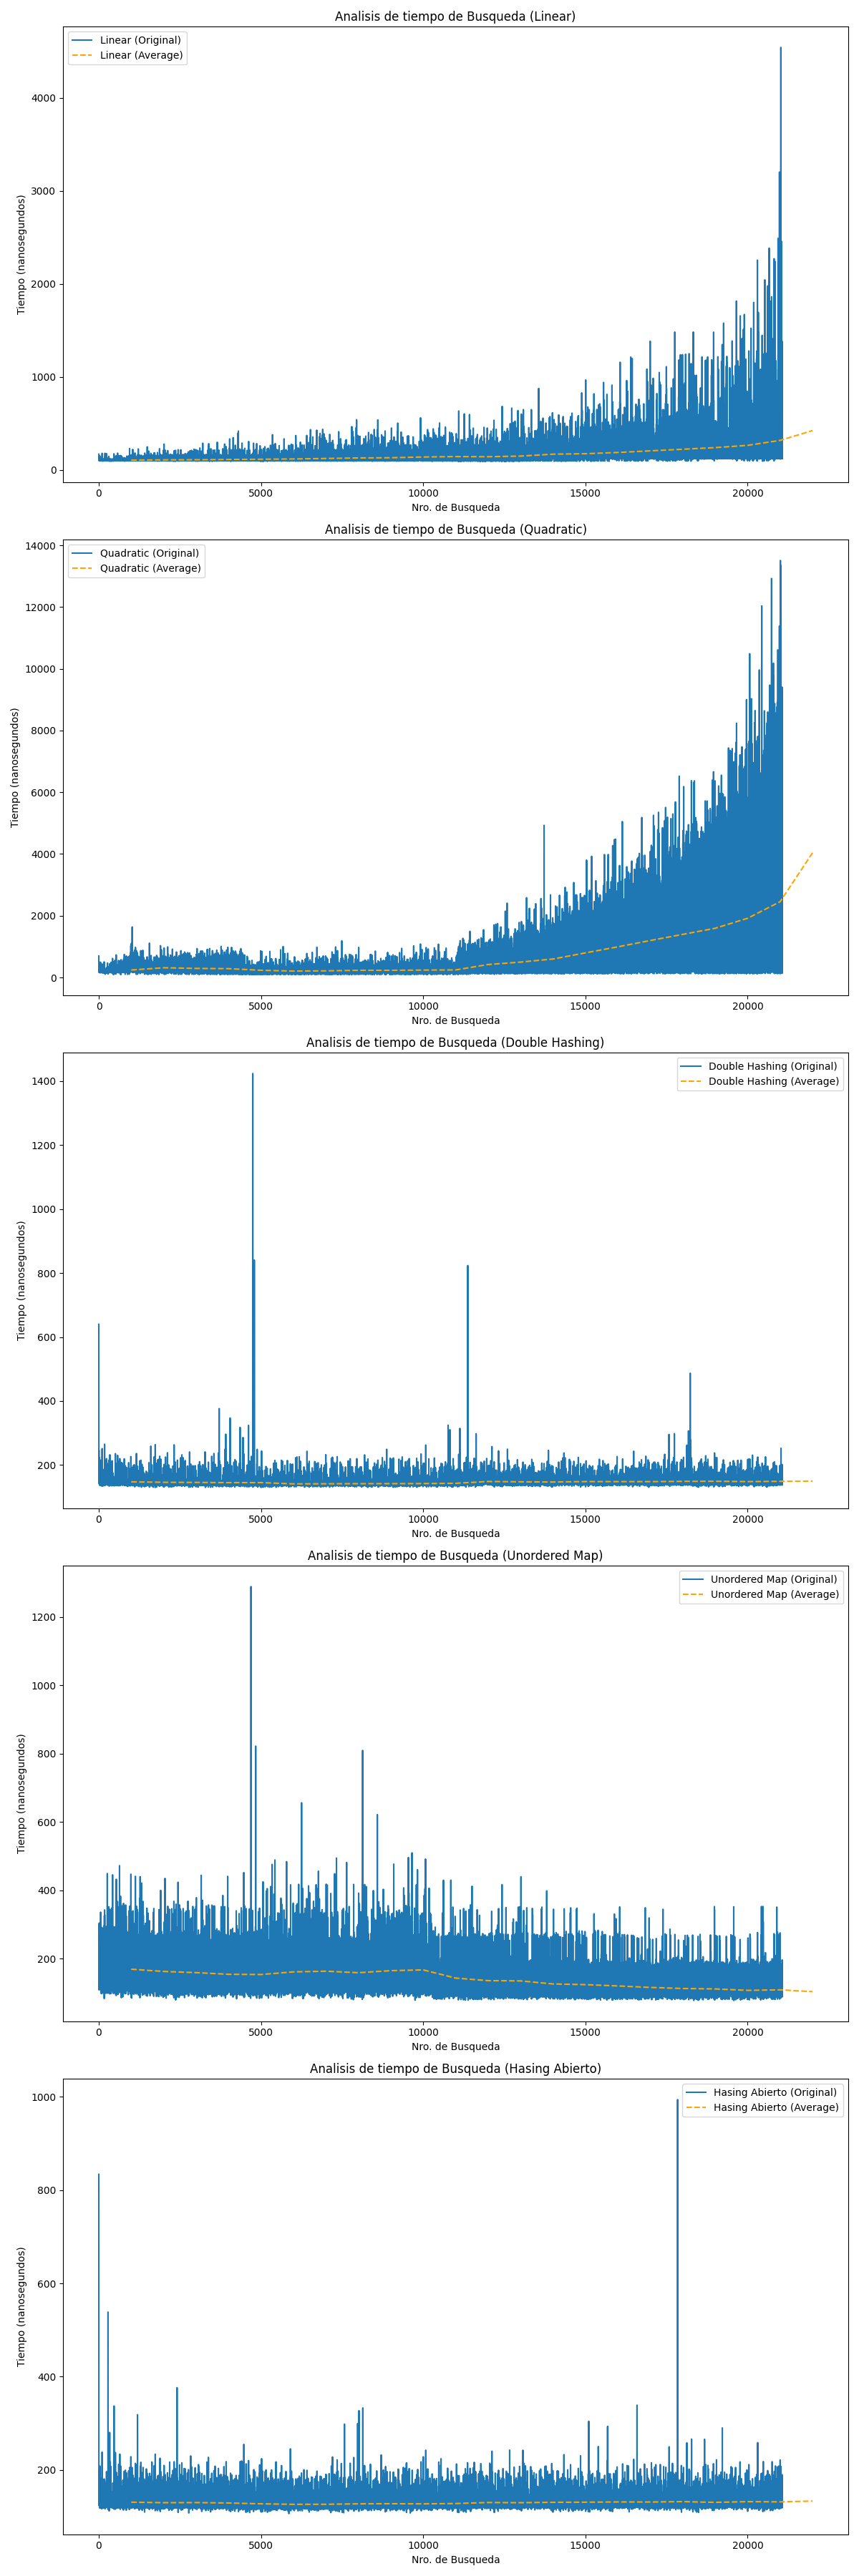 Analisis de tiempo de Busqueda (Linear)
Linear (Original)
Linear (Average)
4000
3000
2000
1000
0
Tiempo (nanosegundos)
0 5000 10000 15000 20000
Nro. de Busqueda
Analisis de tiempo de Busqueda (Quadratic)
Quadratic (Original)
Quadratic (Average)
14000
12000
10000
8000
6000
4000
2000
0
Tiempo (nanosegundos)
0 5000 10000 15000 20000
Nro. de Busqueda
Analisis de tiempo de Busqueda (Double Hashing)
Double Hashing (Original)
Double Hashing (Average)
1400
1200
1000
800
600
400
200
Tiempo (nanosegundos)
0 5000 10000 15000 20000
Nro. de Busqueda
Analisis de tiempo de Busqueda (Unordered Map)
Unordered Map (Original)
Unordered Map (Average)
1200
1000
800
600
400
200
Tiempo (nanosegundos)
0 5000 10000 15000 20000
Nro. de Busqueda
Analisis de tiempo de Busqueda (Hasing Abierto)
Hasing Abierto (Original)
Hasing Abierto (Average)
1000
800
600
400
200
Tiempo (nanosegundos)
0 5000 10000 15000 20000
Nro. de Busqueda